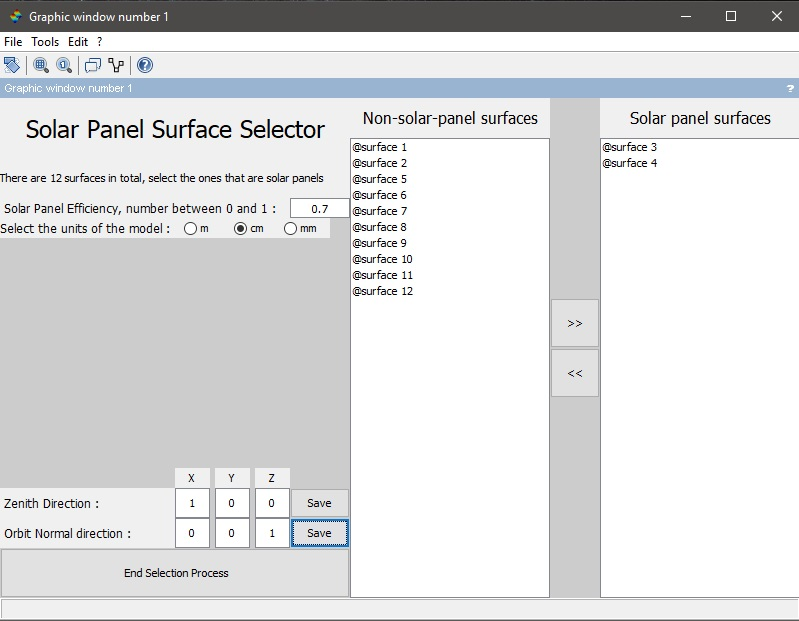 Graphic window number 1
File Tools Edit ?
Graphic window number 1 ?
Solar Panel Surface Selector
There are 12 surfaces in total, select the ones that are solar panels
Solar Panel Efficiency, number between 0 and 1 : 0.7
Select the units of the model : m cm mm
Non-solar-panel surfaces
@surface 1
@surface 2
@surface 5
@surface 6
@surface 7
@surface 8
@surface 9
@surface 10
@surface 11
@surface 12
>>
<<
Solar panel surfaces
@surface 3
@surface 4
X Y Z
Zenith Direction : 1 0 0 Save
Orbit Normal direction : 0 0 1 Save
End Selection Process